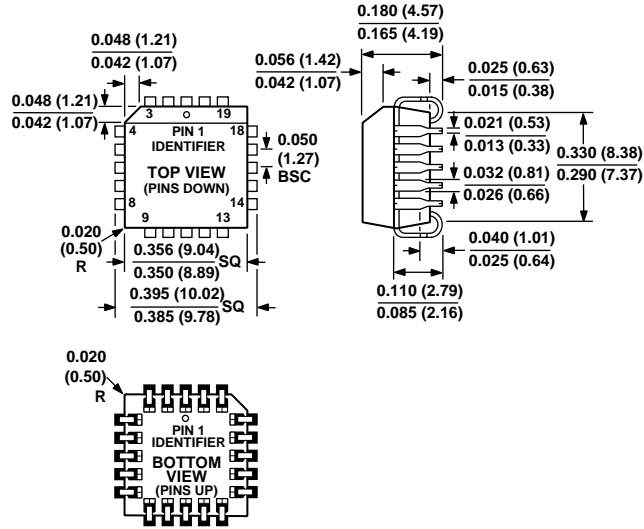 0.180 (4.57)
0.165 (4.19)
0.048 (1.21)
0.042 (1.07)
0.056 (1.42)
0.042 (1.07)
0.025 (0.63)
0.015 (0.38)
0.048 (1.21)
0.042 (1.07)
3
19
4
PIN 1
IDENTIFIER
18
TOP VIEW
(PINS DOWN)
0.050
(1.27)
BSC
0.021 (0.53)
0.013 (0.33)
0.330 (8.38)
0.290 (7.37)
0.032 (0.81)
0.026 (0.66)
8
14
9
13
0.020
(0.50)
R
0.356 (9.04)
0.350 (8.89)
SQ
0.395 (10.02)
0.385 (9.78)
SQ
0.040 (1.01)
0.025 (0.64)
0.110 (2.79)
0.085 (2.16)
0.020
(0.50)
R
PIN 1
IDENTIFIER
BOTTOM
VIEW
(PINS UP)